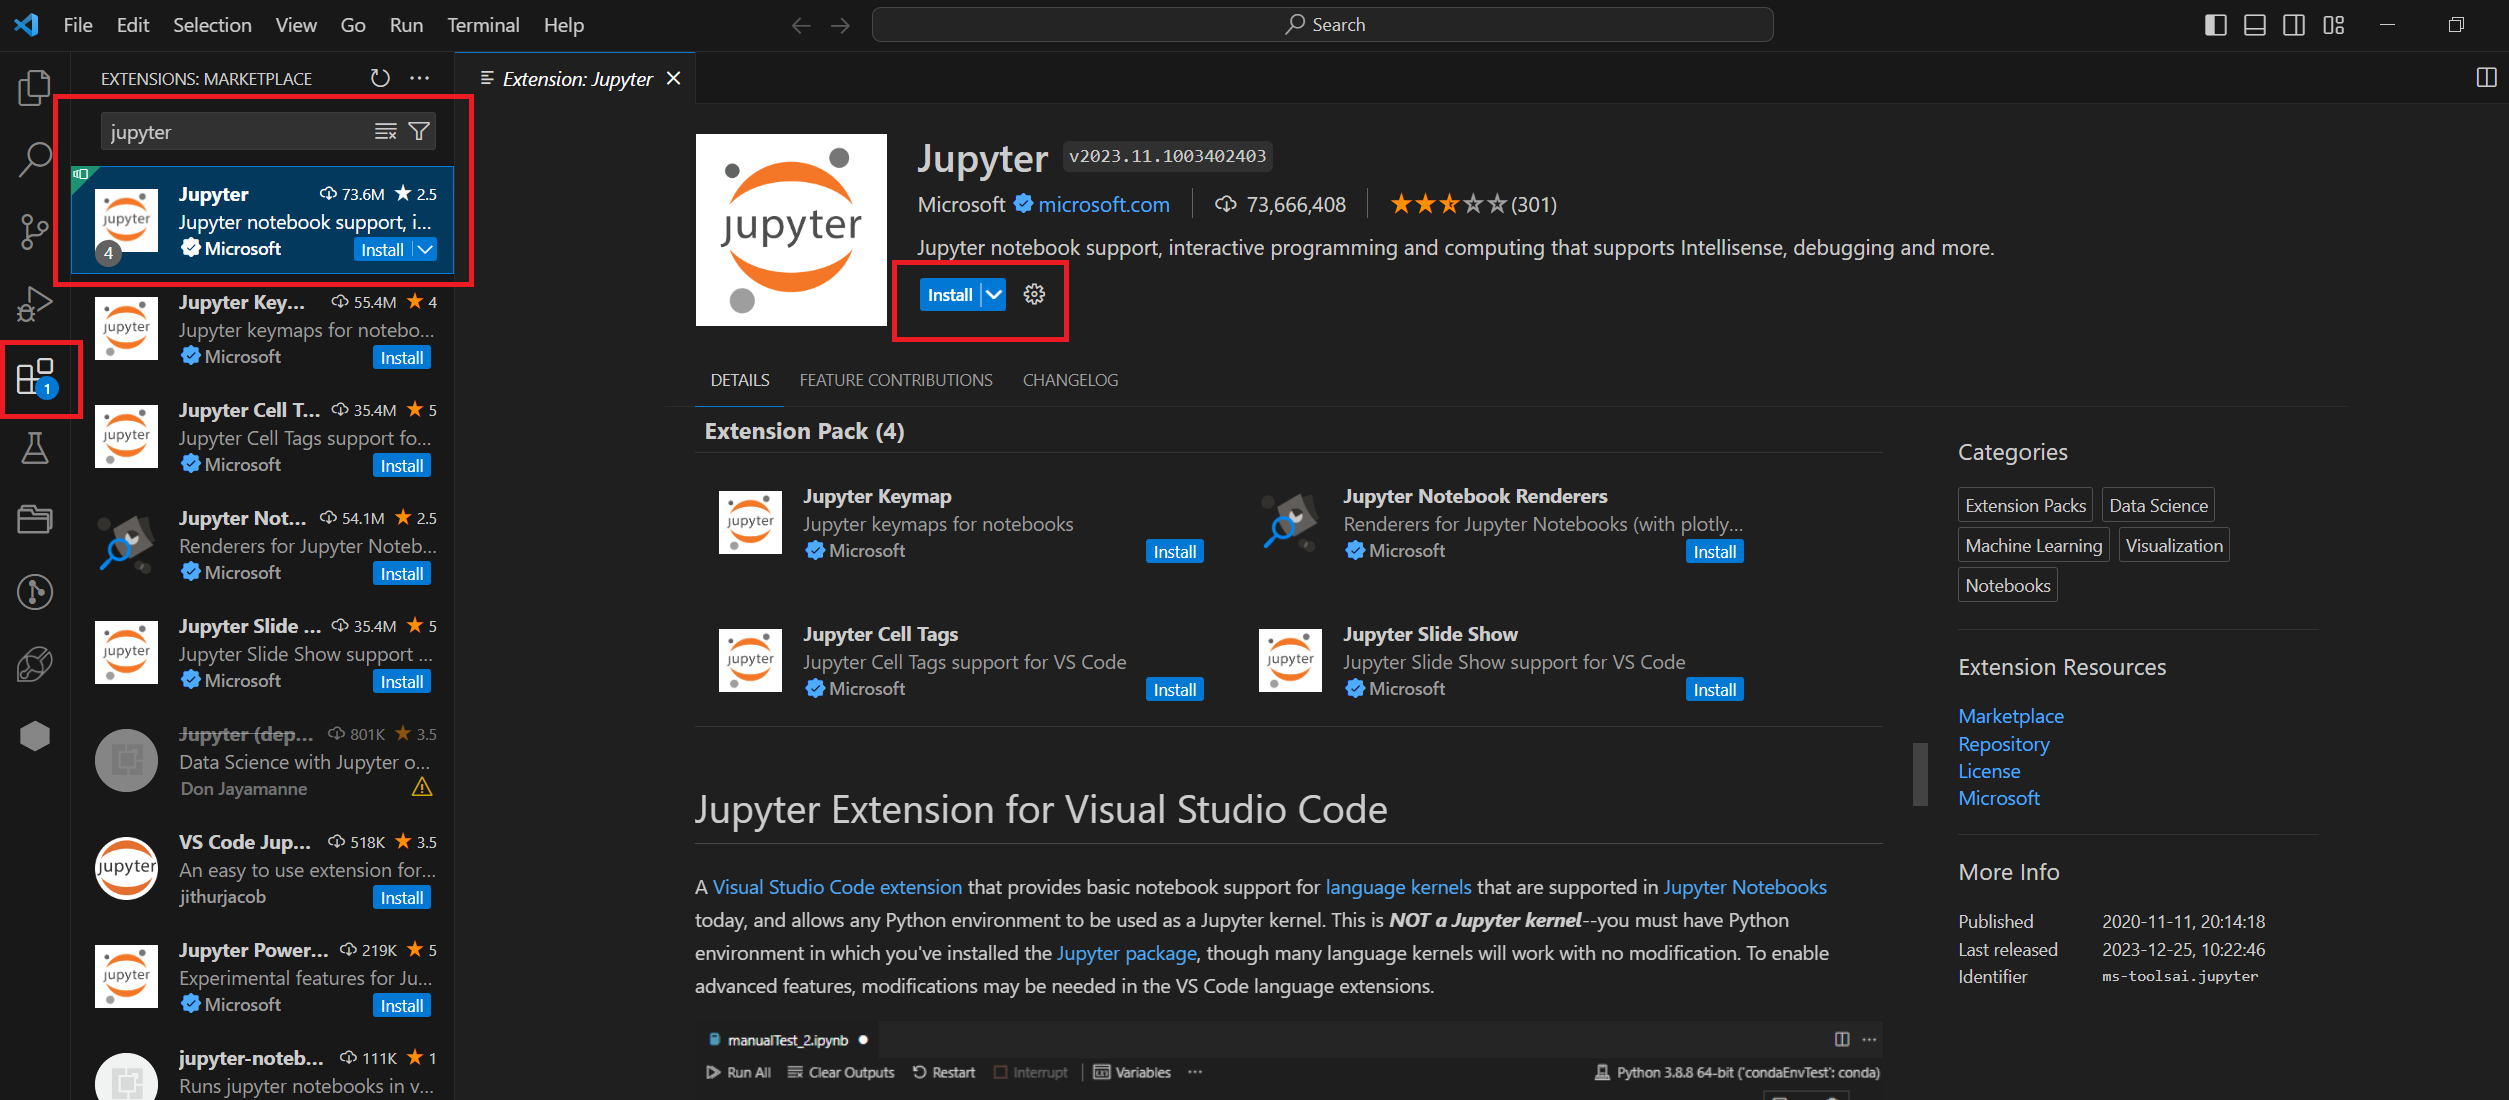 File Edit Selection View Go Run Terminal Help
Search
EXTENSIONS: MARKETPLACE
jupyter
Jupyter 73.6M 2.5
Jupyter notebook support, i...
Microsoft Install
jupyter
4
Jupyter Key... 55.4M 4
Jupyter keymaps for notebo...
Microsoft Install
jupyter
1
Jupyter Cell T... 35.4M 5
Jupyter Cell Tags support fo...
Microsoft Install
jupyter
Jupyter Not... 54.1M 2.5
Renderers for Jupyter Noteb...
Microsoft Install
Jupyter Slide ... 35.4M 5
Jupyter Slide Show support ...
Microsoft Install
jupyter
Jupyter (dep... 801K 3.5
Data Science with Jupyter o...
Don Jayamanne
VS Code Jup... 518K 3.5
An easy to use extension for...
jithurjacob Install
jupyter
Jupyter Power... 219K 5
Experimental features for Ju...
Microsoft Install
jupyter
jupyter-noteb... 111K 1
Runs jupyter notebooks in v...
Extension: Jupyter
jupyter
Jupyter v2023.11.1003402403
Microsoft microsoft.com 73,666,408 (301)
Jupyter notebook support, interactive programming and computing that supports Intellisense, debugging and more.
Install
DETAILS FEATURE CONTRIBUTIONS CHANGELOG
Extension Pack (4)
jupyter
Jupyter Keymap
Jupyter keymaps for notebooks
Microsoft Install
Jupyter Notebook Renderers
Renderers for Jupyter Notebooks (with plotly...
Microsoft Install
jupyter
Jupyter Cell Tags
Jupyter Cell Tags support for VS Code
Microsoft Install
jupyter
Jupyter Slide Show
Jupyter Slide Show support for VS Code
Microsoft Install
Jupyter Extension for Visual Studio Code
A Visual Studio Code extension that provides basic notebook support for language kernels that are supported in Jupyter Notebooks
today, and allows any Python environment to be used as a Jupyter kernel. This is NOT a Jupyter kernel--you must have Python
environment in which you've installed the Jupyter package, though many language kernels will work with no modification. To enable
advanced features, modifications may be needed in the VS Code language extensions.
manualTest_2.ipynb
Run All Clear Outputs Restart Interrupt Variables ... Python 3.8.8 64-bit ('condaEnvTest': conda)
Categories
Extension Packs Data Science
Machine Learning Visualization
Notebooks
Extension Resources
Marketplace
Repository
License
Microsoft
More Info
Published 2020-11-11, 20:14:18
Last released 2023-12-25, 10:22:46
Identifier ms-toolsai.jupyter